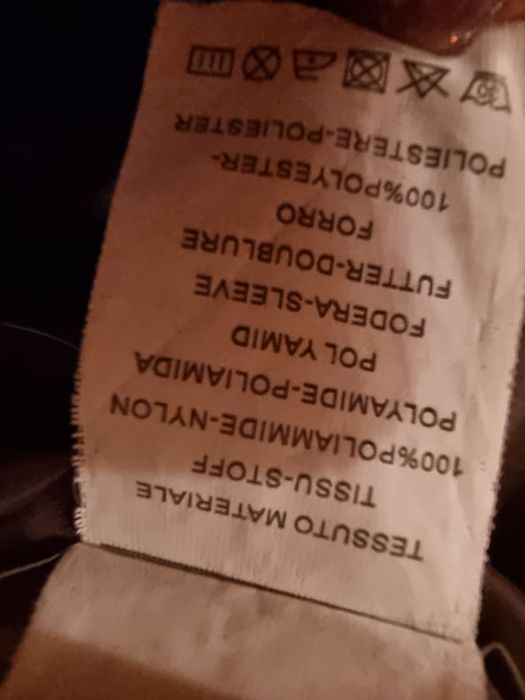 TESSUTO MATERIALE
TISSU-STOFF
100%POLIAMMIDE-NYLON
POLYAMIDE-POLIAMIDA
POLYAMID
FODERA-SLEEVE
FUTTER-DOUBLURE
FORRO
100%POLYESTER-
POLIESTERE-POLIESTER
30